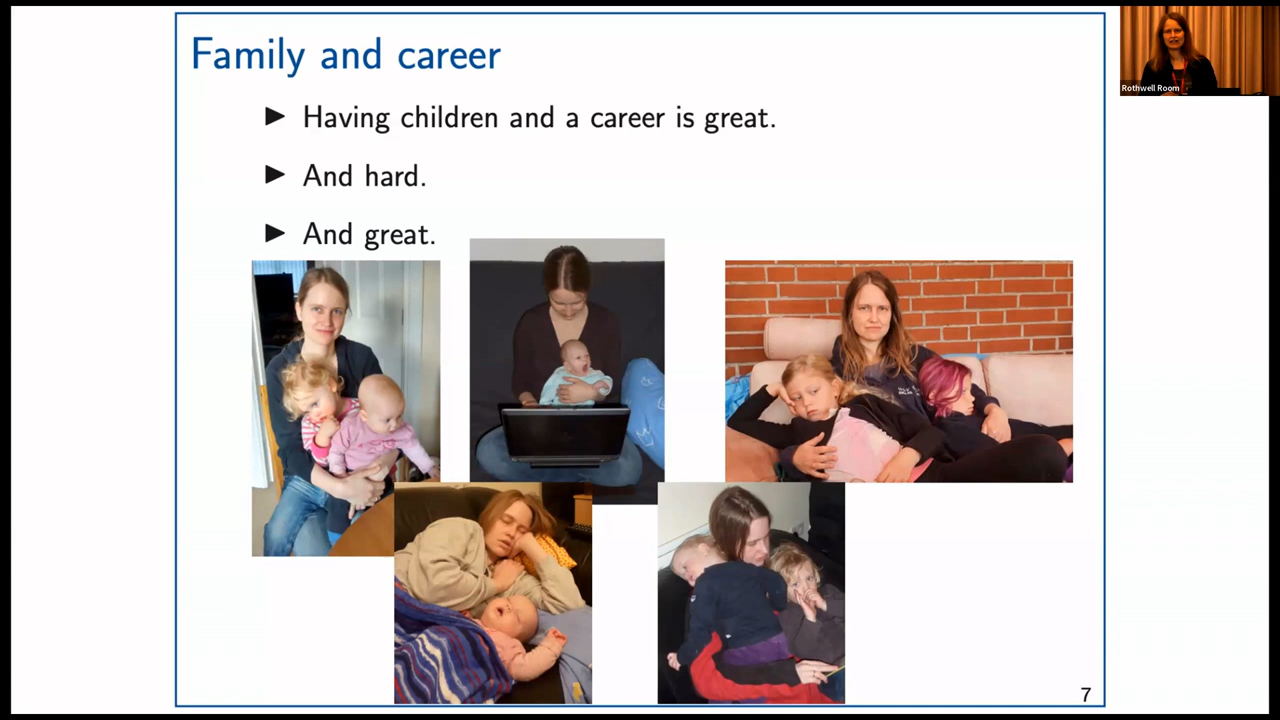 Family and career
► Having children and a career is great.
► And hard.
► And great.
Rothwell Room
7